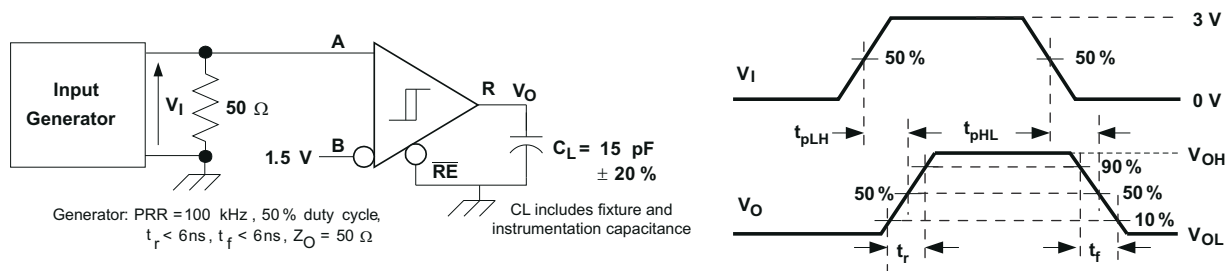 Input
Generator
V_I
50 Ω
A
B
1.5 V
R
V_O
R̅E̅
C_L = 15 pF
± 20 %
Generator: PRR = 100 kHz , 50 % duty cycle,
t_r < 6ns, t_f < 6ns, Z_O = 50 Ω
CL includes fixture and
instrumentation capacitance
V_I
50 %
50 %
3 V
0 V
t_pLH
t_pHL
V_O
50 %
90 %
50 %
10 %
V_OH
V_OL
t_r
t_f